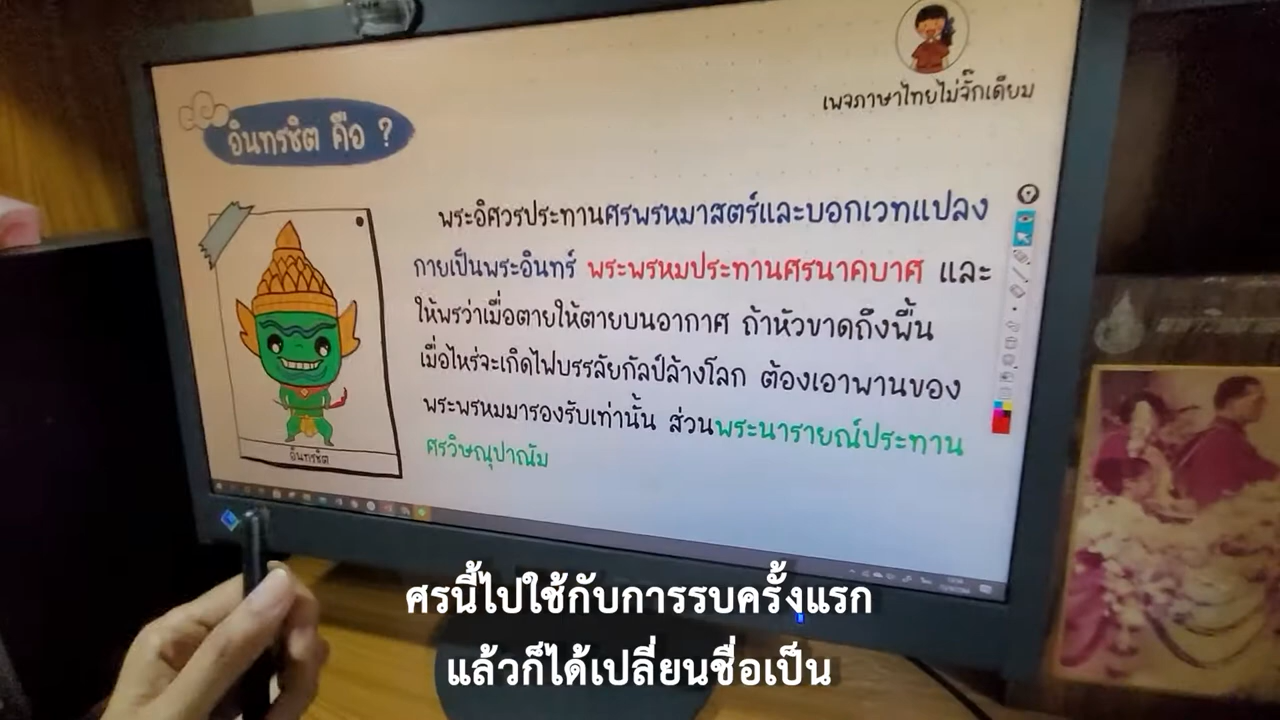 เพจภาษาไทยไม่จั๊กเดียม
อินทรชิต คือ ?
พระอิศวรประทานศรพรหมาสตร์และบอกเวทแปลง
กายเป็นพระอินทร์ พระพรหมประทานศรนาคบาศ และ
ให้พรว่าเมื่อตายให้ตายบนอากาศ ถ้าหัวขาดถึงพื้น
เมื่อไหร่จะเกิดไฟบรรลัยกัลป์ล้างโลก ต้องเอาพานของ
พระพรหมมารองรับเท่านั้น ส่วนพระนารายณ์ประทาน
ศรวิษณุปาณัม
อินทรชิต
ศรนี้ไปใช้กับการรบครั้งแรก
แล้วก็ได้เปลี่ยนชื่อเป็น